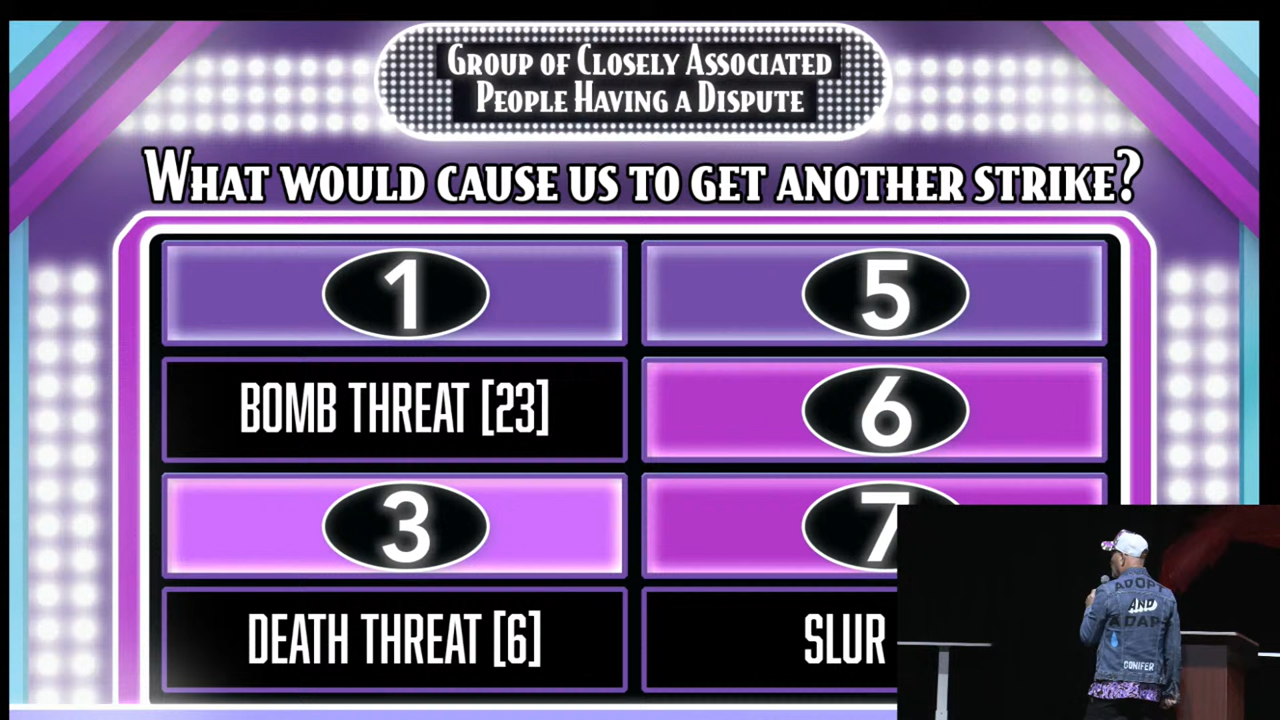 GROUP OF CLOSELY ASSOCIATED
PEOPLE HAVING A DISPUTE
WHAT WOULD CAUSE US TO GET ANOTHER STRIKE?
1
5
BOMB THREAT [23]
6
3
7
DEATH THREAT [6]
SLUR
ADOPT
AND
ADAPT
CONIFER